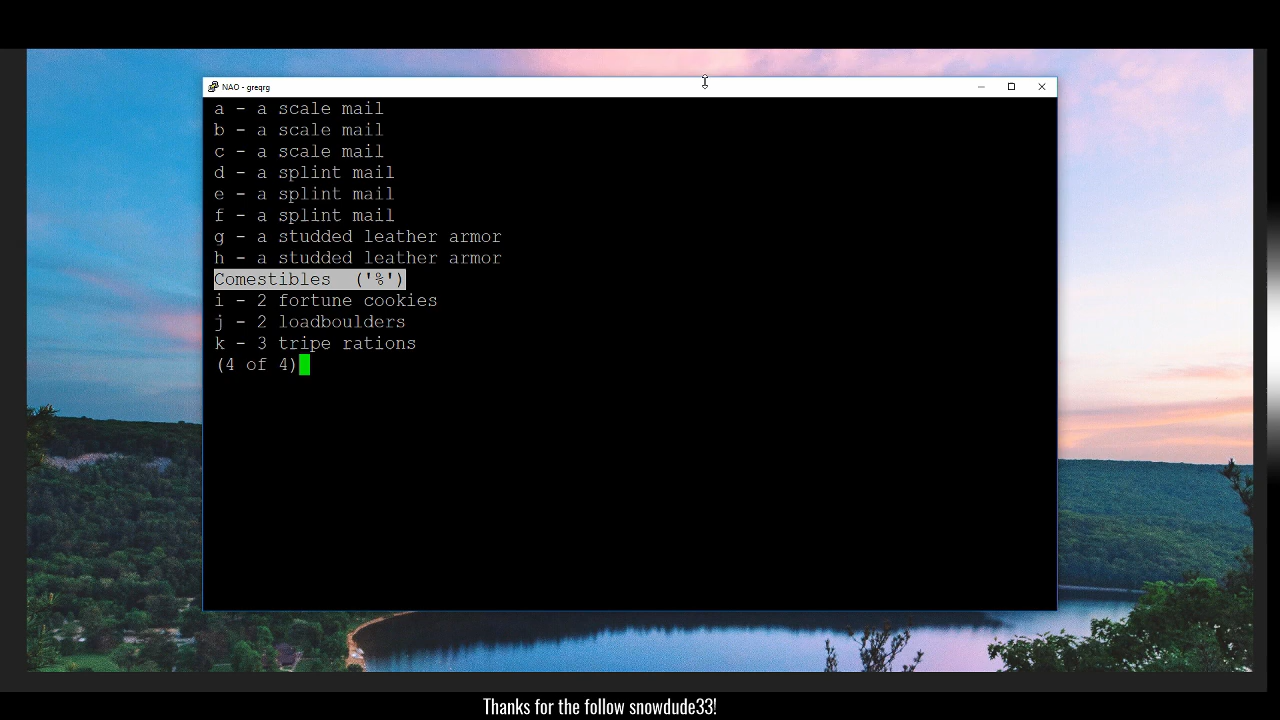 NAO - greqrg
a - a scale mail
b - a scale mail
c - a scale mail
d - a splint mail
e - a splint mail
f - a splint mail
g - a studded leather armor
h - a studded leather armor
Comestibles  ('%')
i - 2 fortune cookies
j - 2 loadboulders
k - 3 tripe rations
(4 of 4)
Thanks for the follow snowdude33!